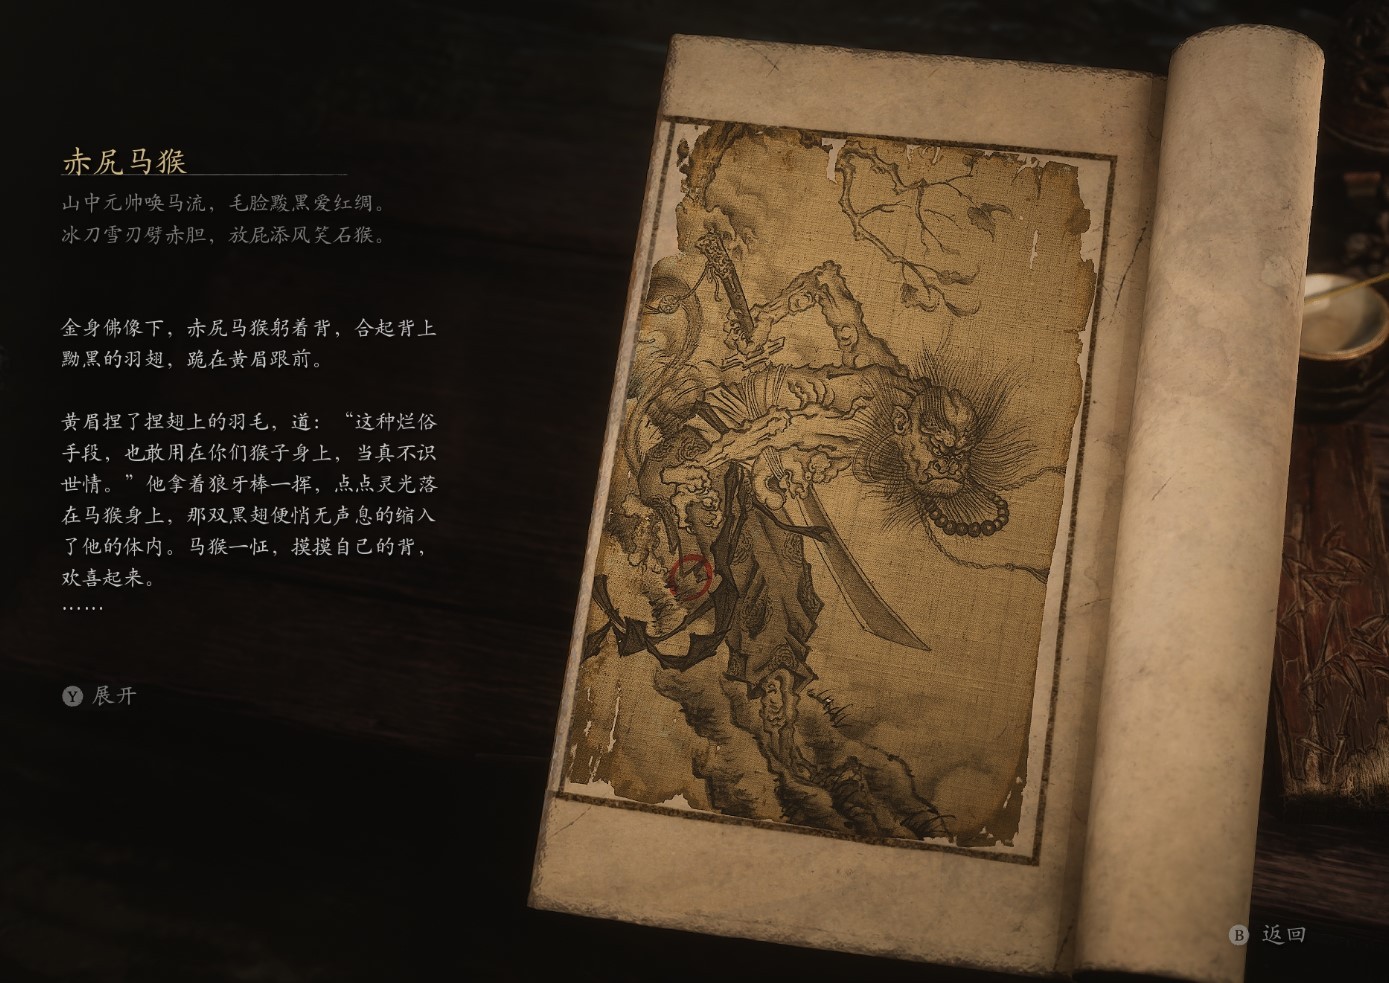 赤尻马猴
山中元帅唤马流，毛脸黢黑爱红绸。
冰刀雪刃劈赤胆，放屁添风笑石猴。
金身佛像下，赤尻马猴躬着背，合起背上
黝黑的羽翅，跪在黄眉跟前。
黄眉捏了捏翅上的羽毛，道：“这种烂俗
手段，也敢用在你们猴子身上，当真不识
世情。”他拿着狼牙棒一挥，点点灵光落
在马猴身上，那双黑翅便悄无声息的缩入
了他的体内。马猴一怔，摸摸自己的背，
欢喜起来。
……
Y 展开
B 返回